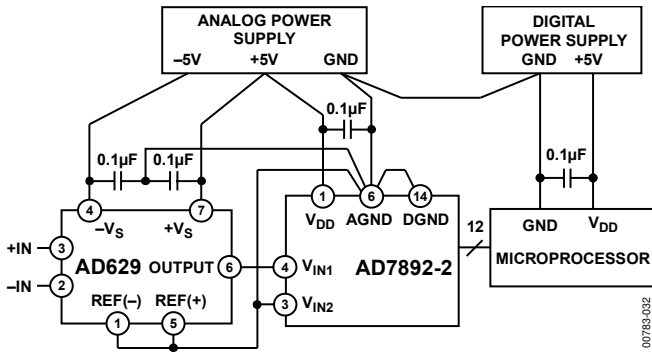 ANALOG POWER
SUPPLY
–5V +5V GND
DIGITAL
POWER SUPPLY
GND +5V
0.1µF
0.1µF 0.1µF
0.1µF
4 7
–VS +VS
1 6 14
VDD AGND DGND
GND VDD
12
MICROPROCESSOR
+IN 3
–IN 2
AD629 OUTPUT 6
REF(–) REF(+)
1 5
4 VIN1
3 VIN2
AD7892-2
00783-032